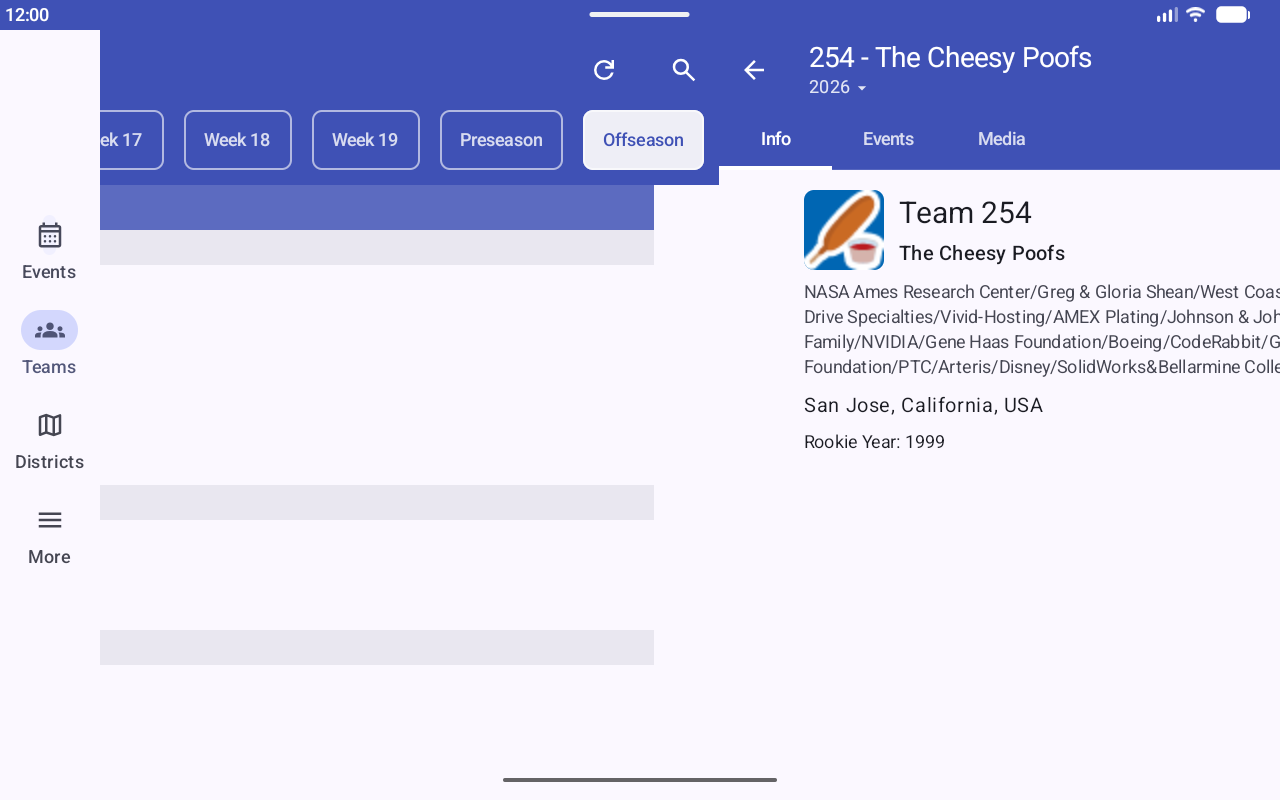 12:00
254 - The Cheesy Poofs
2026
ek 17
Week 18
Week 19
Preseason
Offseason
Info
Events
Media
Events
Teams
Districts
More
Team 254
The Cheesy Poofs
NASA Ames Research Center/Greg & Gloria Shean/West Coas
Drive Specialties/Vivid-Hosting/AMEX Plating/Johnson & Joh
Family/NVIDIA/Gene Haas Foundation/Boeing/CodeRabbit/G
Foundation/PTC/Arteris/Disney/SolidWorks&Bellarmine Colle
San Jose, California, USA
Rookie Year: 1999